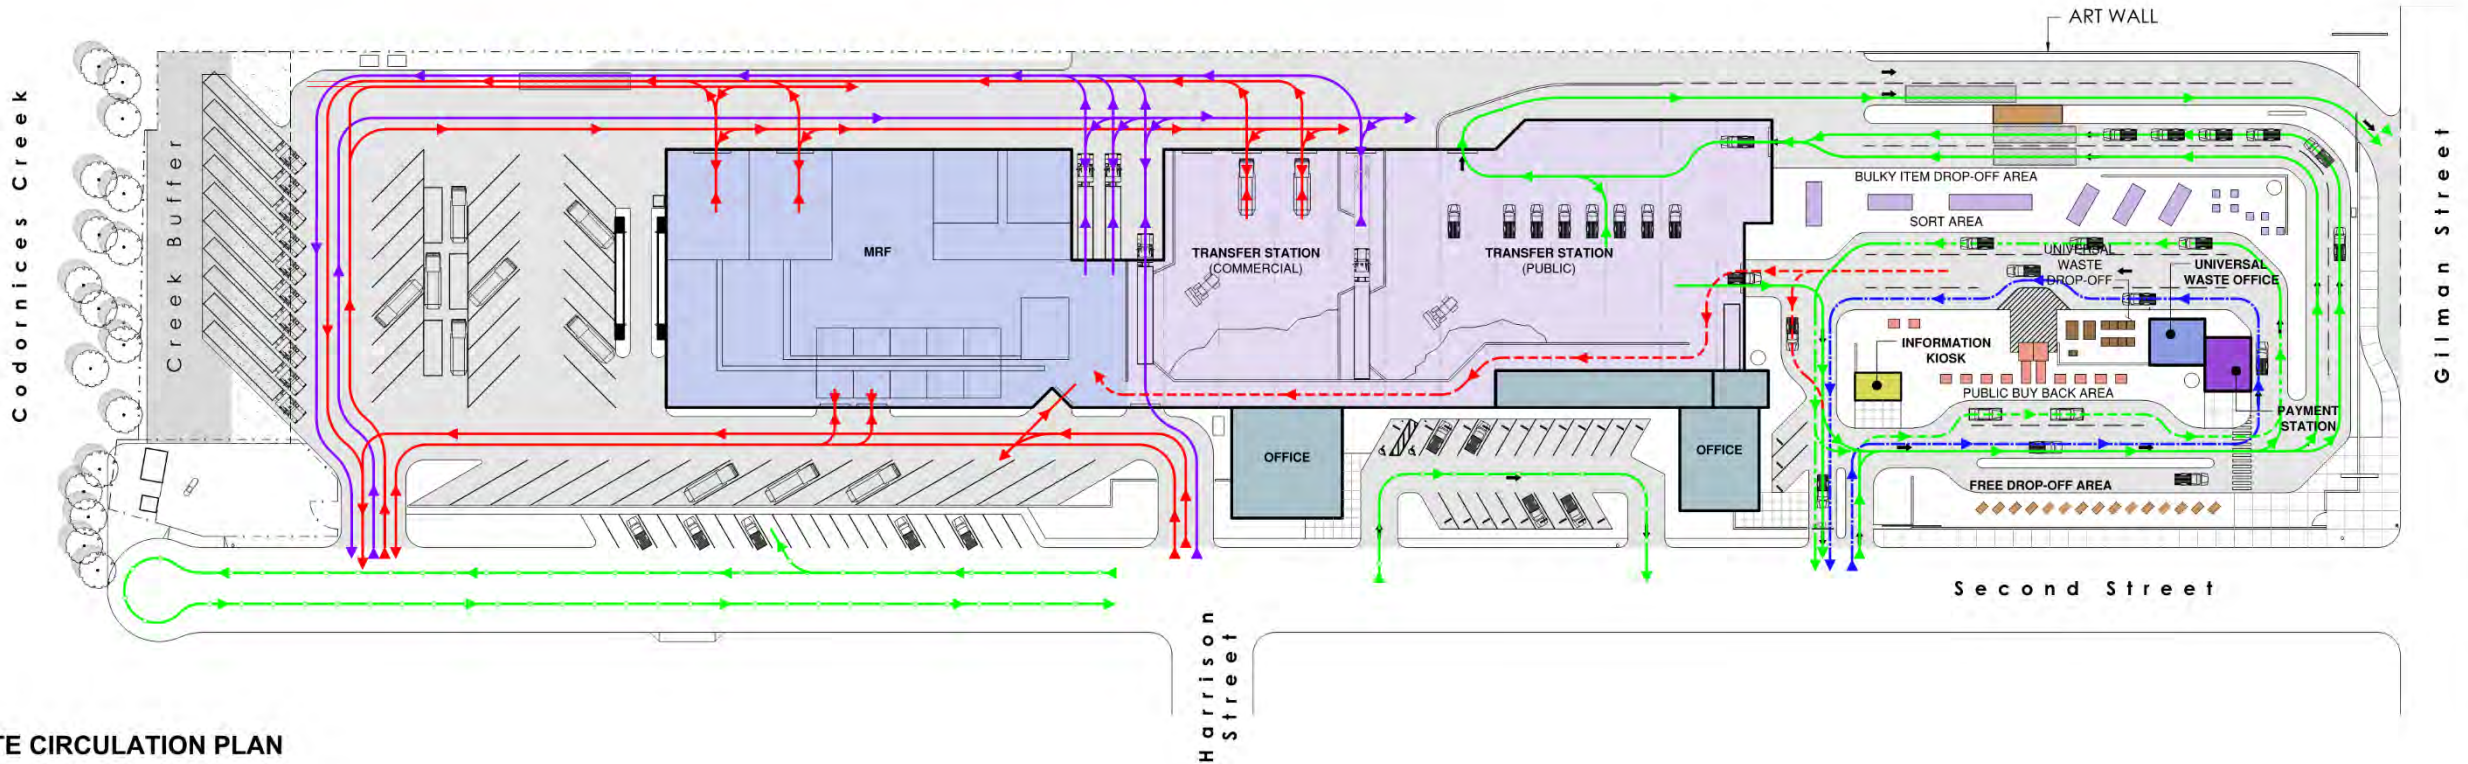 ART WALL
Codornices Creek
Creek Buffer
Gilman Street
BULKY ITEM DROP-OFF AREA
SORT AREA
MRF
TRANSFER STATION
(COMMERCIAL)
TRANSFER STATION
(PUBLIC)
UNIVERSAL
WASTE
DROP-OFF
UNIVERSAL
WASTE OFFICE
INFORMATION
KIOSK
PUBLIC BUY BACK AREA
PAYMENT
STATION
OFFICE
OFFICE
FREE DROP-OFF AREA
Second Street
Harrison
Street
TE CIRCULATION PLAN